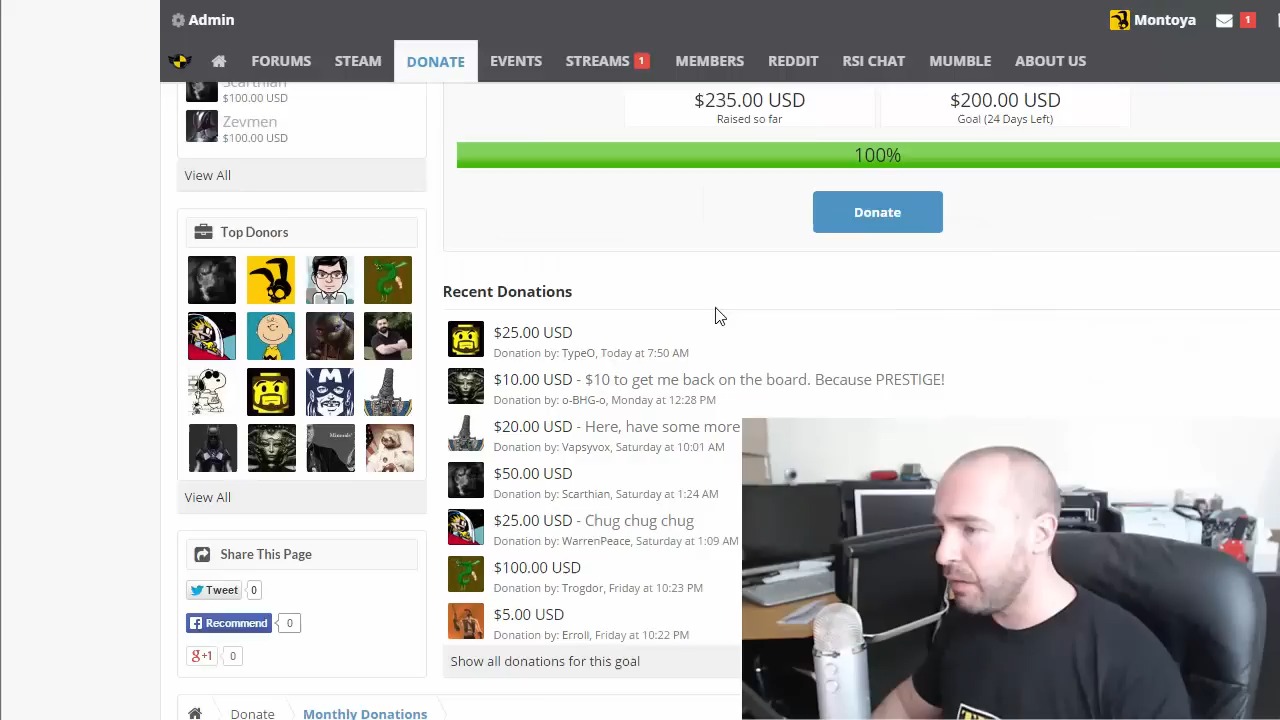 Admin
Montoya
1
FORUMS
STEAM
DONATE
EVENTS
STREAMS 1
MEMBERS
REDDIT
RSI CHAT
MUMBLE
ABOUT US
Scarthian
$100.00 USD
Zevmen
$100.00 USD
View All
Top Donors
View All
Share This Page
Tweet 0
Recommend 0
g+1 0
$235.00 USD
Raised so far
$200.00 USD
Goal (24 Days Left)
100%
Donate
Recent Donations
$25.00 USD
Donation by: TypeO, Today at 7:50 AM
$10.00 USD - $10 to get me back on the board. Because PRESTIGE!
Donation by: o-BHG-o, Monday at 12:28 PM
$20.00 USD - Here, have some more
Donation by: Vapsyvox, Saturday at 10:01 AM
$50.00 USD
Donation by: Scarthian, Saturday at 1:24 AM
$25.00 USD - Chug chug chug
Donation by: WarrenPeace, Saturday at 1:09 AM
$100.00 USD
Donation by: Trogdor, Friday at 10:23 PM
$5.00 USD
Donation by: Erroll, Friday at 10:22 PM
Show all donations for this goal
Donate
Monthly Donations